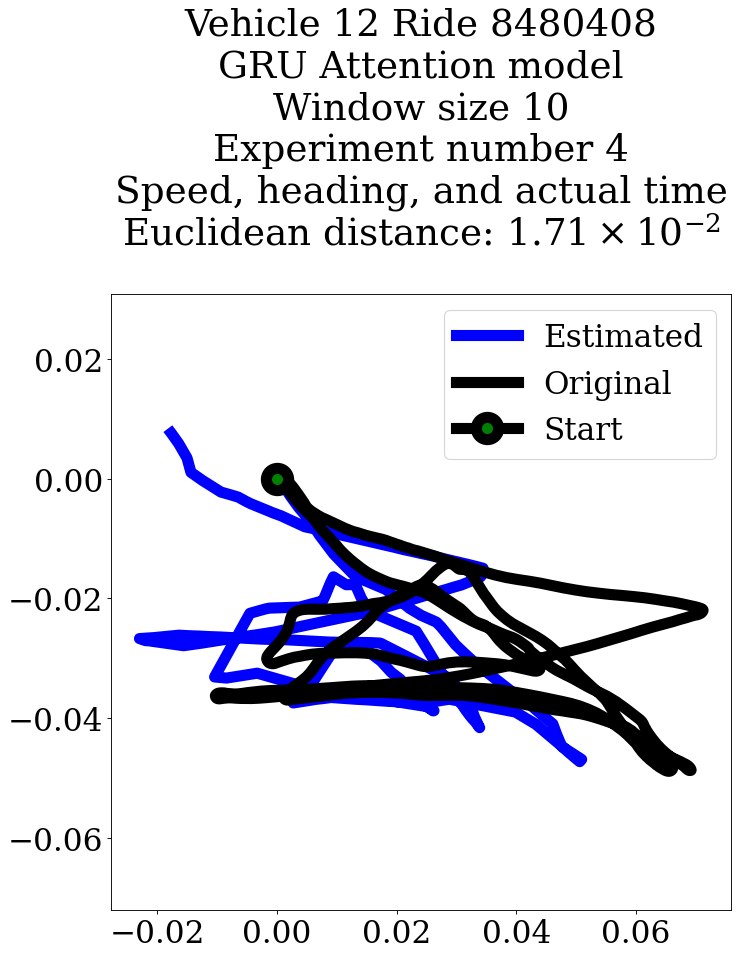 Vehicle 12 Ride 8480408
GRU Attention model
Window size 10
Experiment number 4
Speed, heading, and actual time
Euclidean distance: 1.71 × 10⁻²
Estimated
Original
Start
0.02
0.00
−0.02
−0.04
−0.06
−0.02 0.00 0.02 0.04 0.06